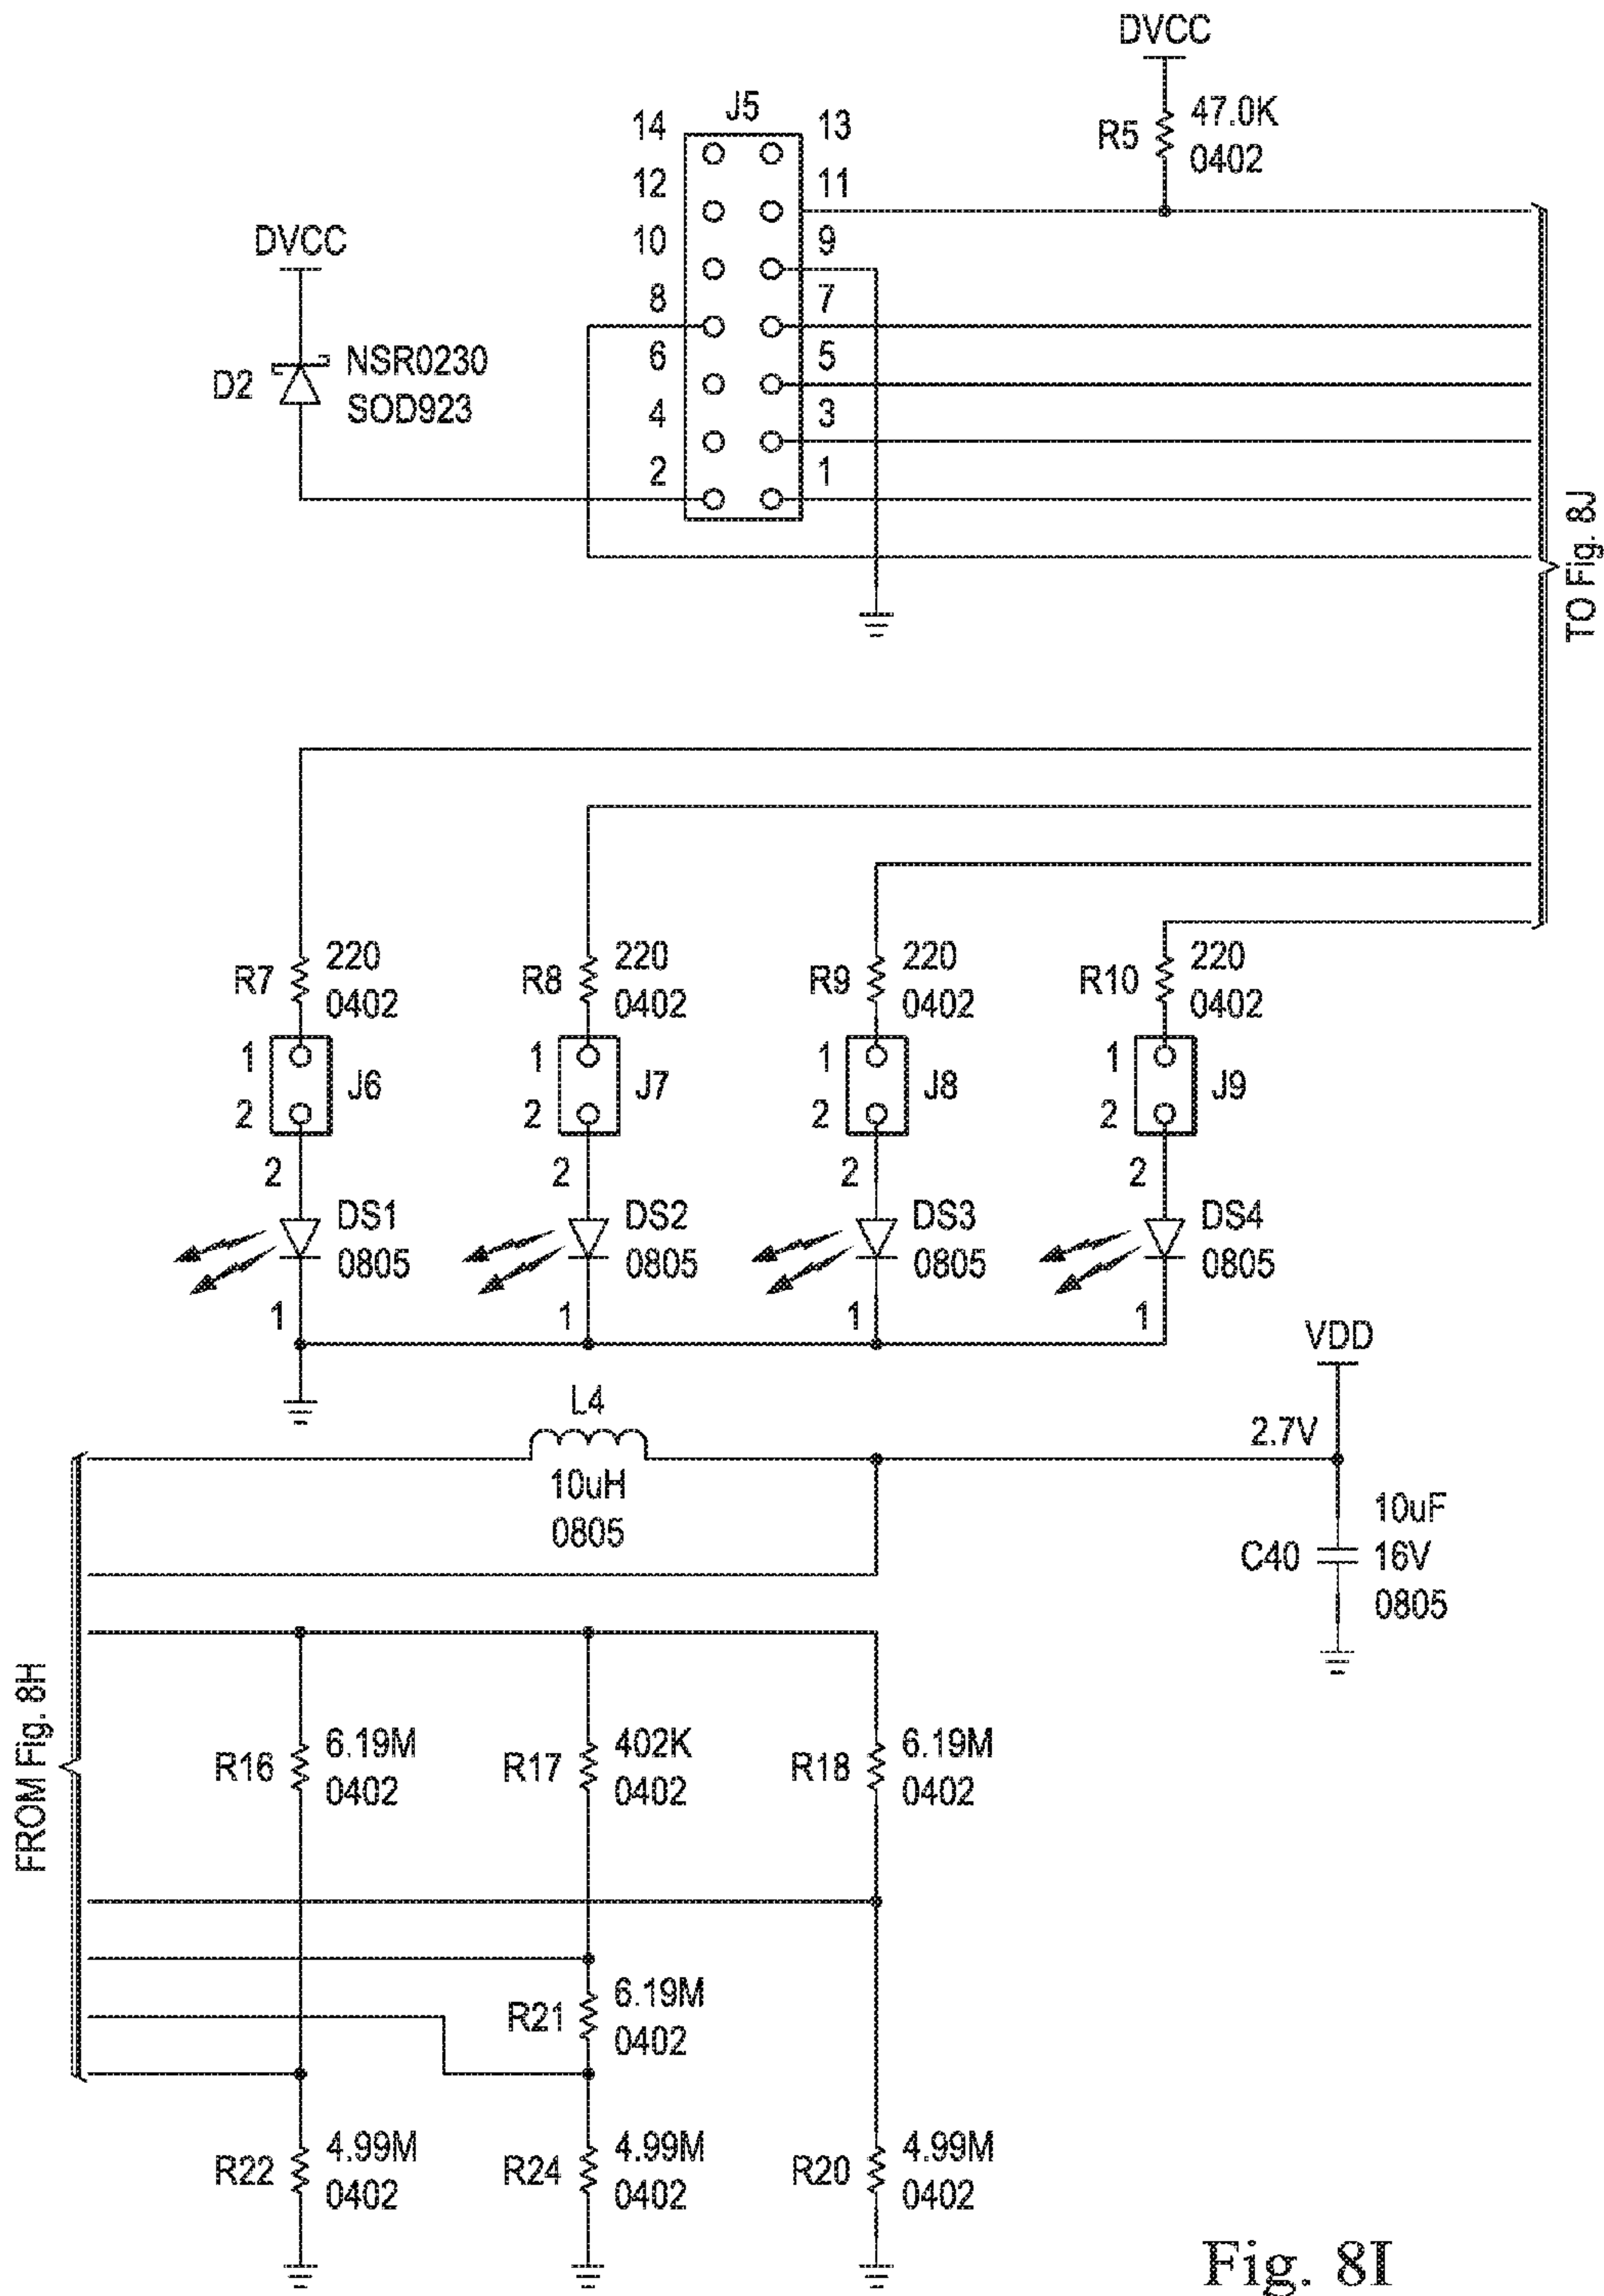 DVCC
J5
14 13
R5 47.0K
0402
12 11
DVCC
10 9
8 7
D2 NSR0230
SOD923
6 5
4 3
2 1
TO Fig. 8J
R7 220
0402
R8 220
0402
R9 220
0402
R10 220
0402
1
2
J6
1
2
J7
1
2
J8
1
2
J9
2
DS1
0805
1
2
DS2
0805
1
2
DS3
0805
1
2
DS4
0805
1
VDD
L4
10uH
0805
2.7V
C40
10uF
16V
0805
FROM Fig. 8H
R16 6.19M
0402
R17 402K
0402
R18 6.19M
0402
R21 6.19M
0402
R22 4.99M
0402
R24 4.99M
0402
R20 4.99M
0402
Fig. 8I